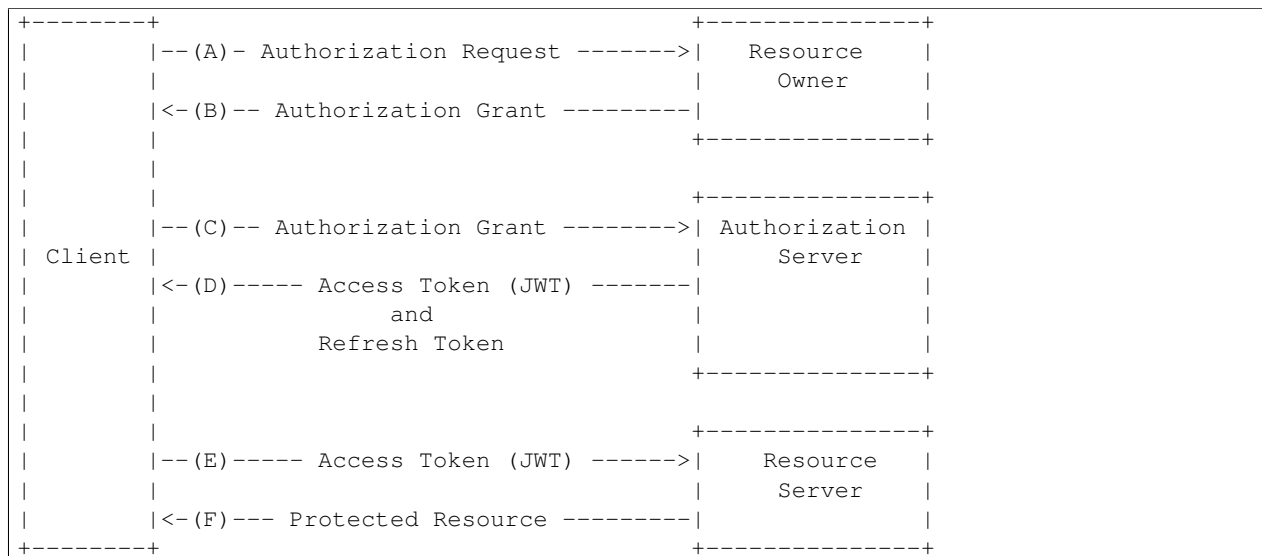 +--------+                                     +---------------+
|        |--(A)- Authorization Request ------->|   Resource    |
|        |                                     |     Owner     |
|        |<-(B)-- Authorization Grant ---------|               |
|        |                                     +---------------+
|        |
|        |                                     +---------------+
|        |--(C)-- Authorization Grant -------->| Authorization |
| Client |                                     |     Server    |
|        |<-(D)----- Access Token (JWT) -------|               |
|        |                and                  |               |
|        |           Refresh Token             |               |
|        |                                     +---------------+
|        |
|        |                                     +---------------+
|        |--(E)----- Access Token (JWT) ------>|    Resource   |
|        |                                     |     Server    |
|        |<-(F)--- Protected Resource ---------|               |
+--------+                                     +---------------+